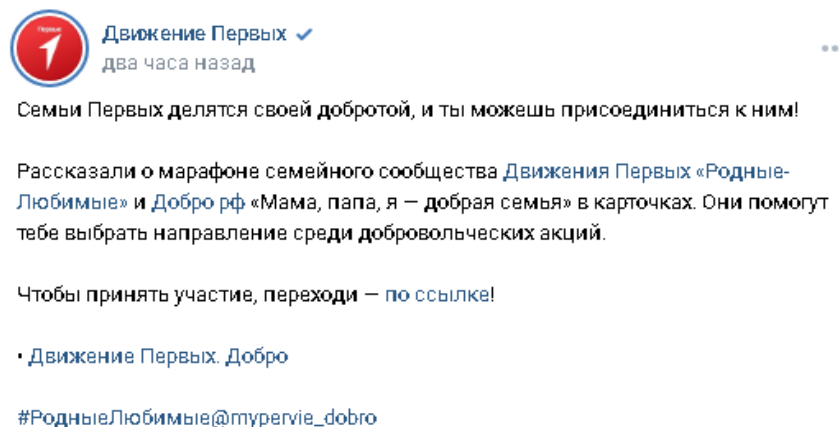 Первые
Движение Первых
два часа назад
Семьи Первых делятся своей добротой, и ты можешь присоединиться к ним!
Рассказали о марафоне семейного сообщества Движения Первых «Родные-
Любимые» и Добро рф «Мама, папа, я — добрая семья» в карточках. Они помогут
тебе выбрать направление среди добровольческих акций.
Чтобы принять участие, переходи — по ссылке!
• Движение Первых. Добро
#РодныеЛюбимые@mypervie_dobro